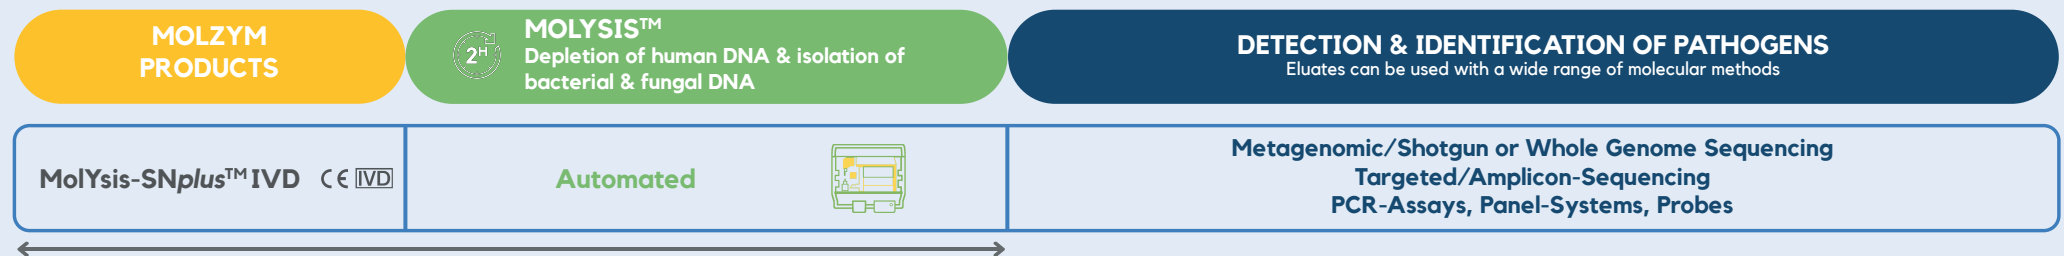 MOLZYM
PRODUCTS
2H
MOLYSIS™
Depletion of human DNA & isolation of
bacterial & fungal DNA
DETECTION & IDENTIFICATION OF PATHOGENS
Eluates can be used with a wide range of molecular methods
MolYsis-SNplus™ IVD CE IVD
Automated
Metagenomic/Shotgun or Whole Genome Sequencing
Targeted/Amplicon-Sequencing
PCR-Assays, Panel-Systems, Probes